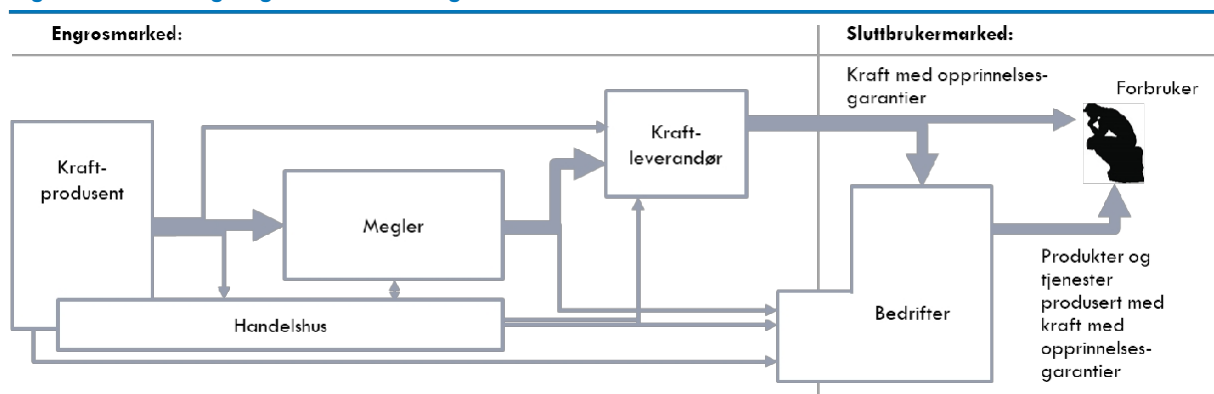 Engrosmarked:
Sluttbrukermarked:
Kraft med opprinnelses-
garantier
Forbruker
Kraft-
leverandør
Kraft-
produsent
Megler
Handelshus
Bedrifter
Produkter og
tjenester
produsert med
kraft med
opprinnelses-
garantier